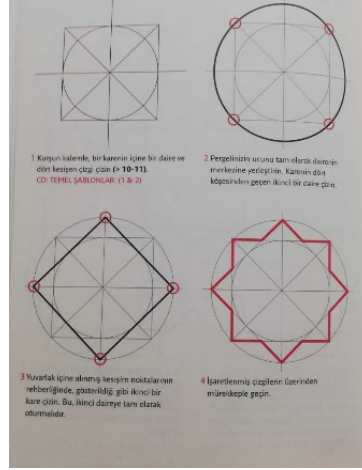 1 Kurşun kalemle, bir karenin içine bir daire ve
dört kesişen çizgi çizin (> 10-11).
CD: TEMEL ŞABLONLAR: (1 & 2)
2 Pergelinizin ucunu tam olarak dairenin
merkezine yerleştirin. Karenin dört
köşesinden geçen ikinci bir daire çizin.
3 Yuvarlak içine alınmış kesişim noktalarının
rehberliğinde, gösterildiği gibi ikinci bir
kare çizin. Bu, ikinci daireye tam olarak
oturmalıdır.
4 İşaretlenmiş çizgilerin üzerinden
mürekkeple geçin.